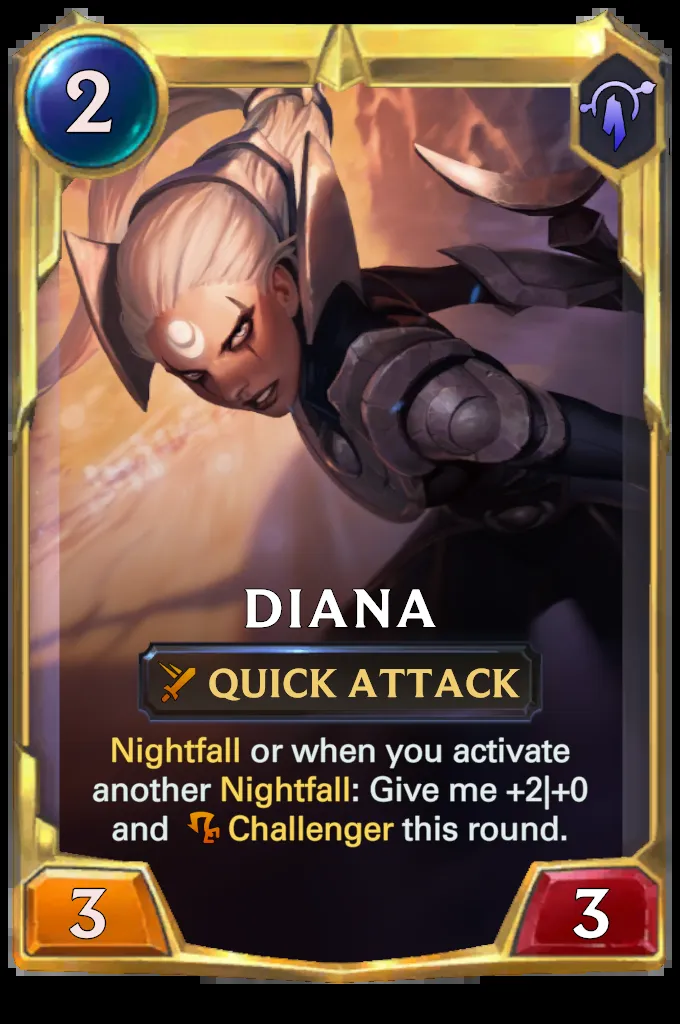 2
DIANA
QUICK ATTACK
Nightfall or when you activate
another Nightfall: Give me +2|+0
and Challenger this round.
3 3